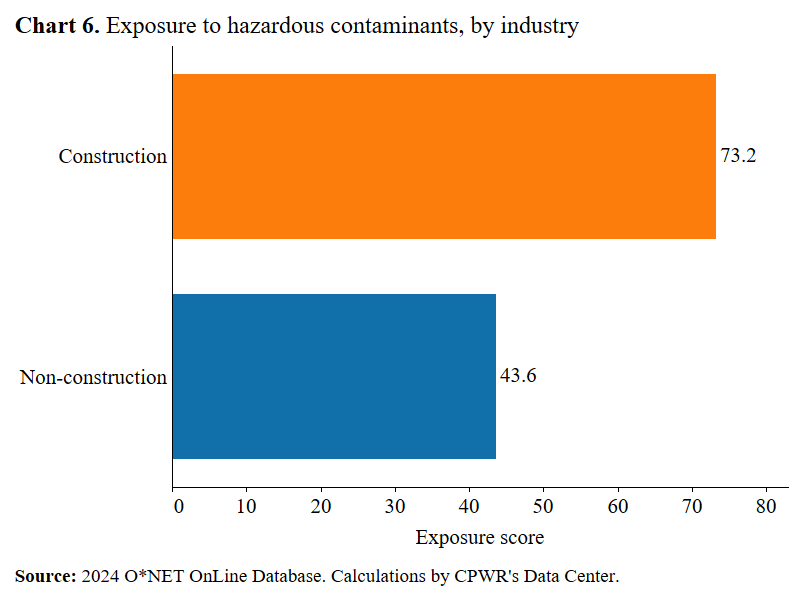 Chart 6. Exposure to hazardous contaminants, by industry
Construction
73.2
Non-construction
43.6
0 10 20 30 40 50 60 70 80
Exposure score
Source: 2024 O*NET OnLine Database. Calculations by CPWR's Data Center.